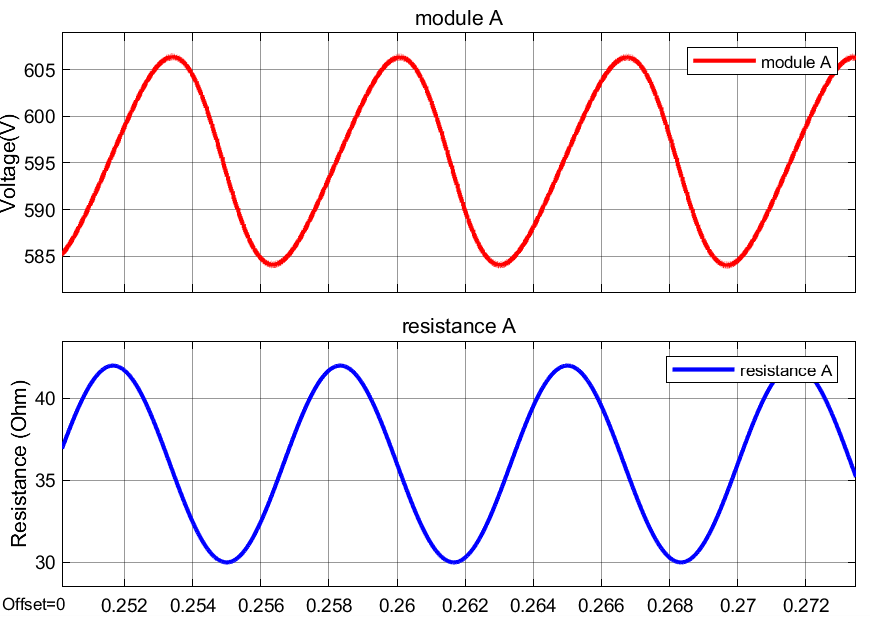 module A
module A
Voltage(V)
605
600
595
590
585
resistance A
resistance A
Resistance (Ohm)
40
35
30
Offset=0
0.252 0.254 0.256 0.258 0.26 0.262 0.264 0.266 0.268 0.27 0.272